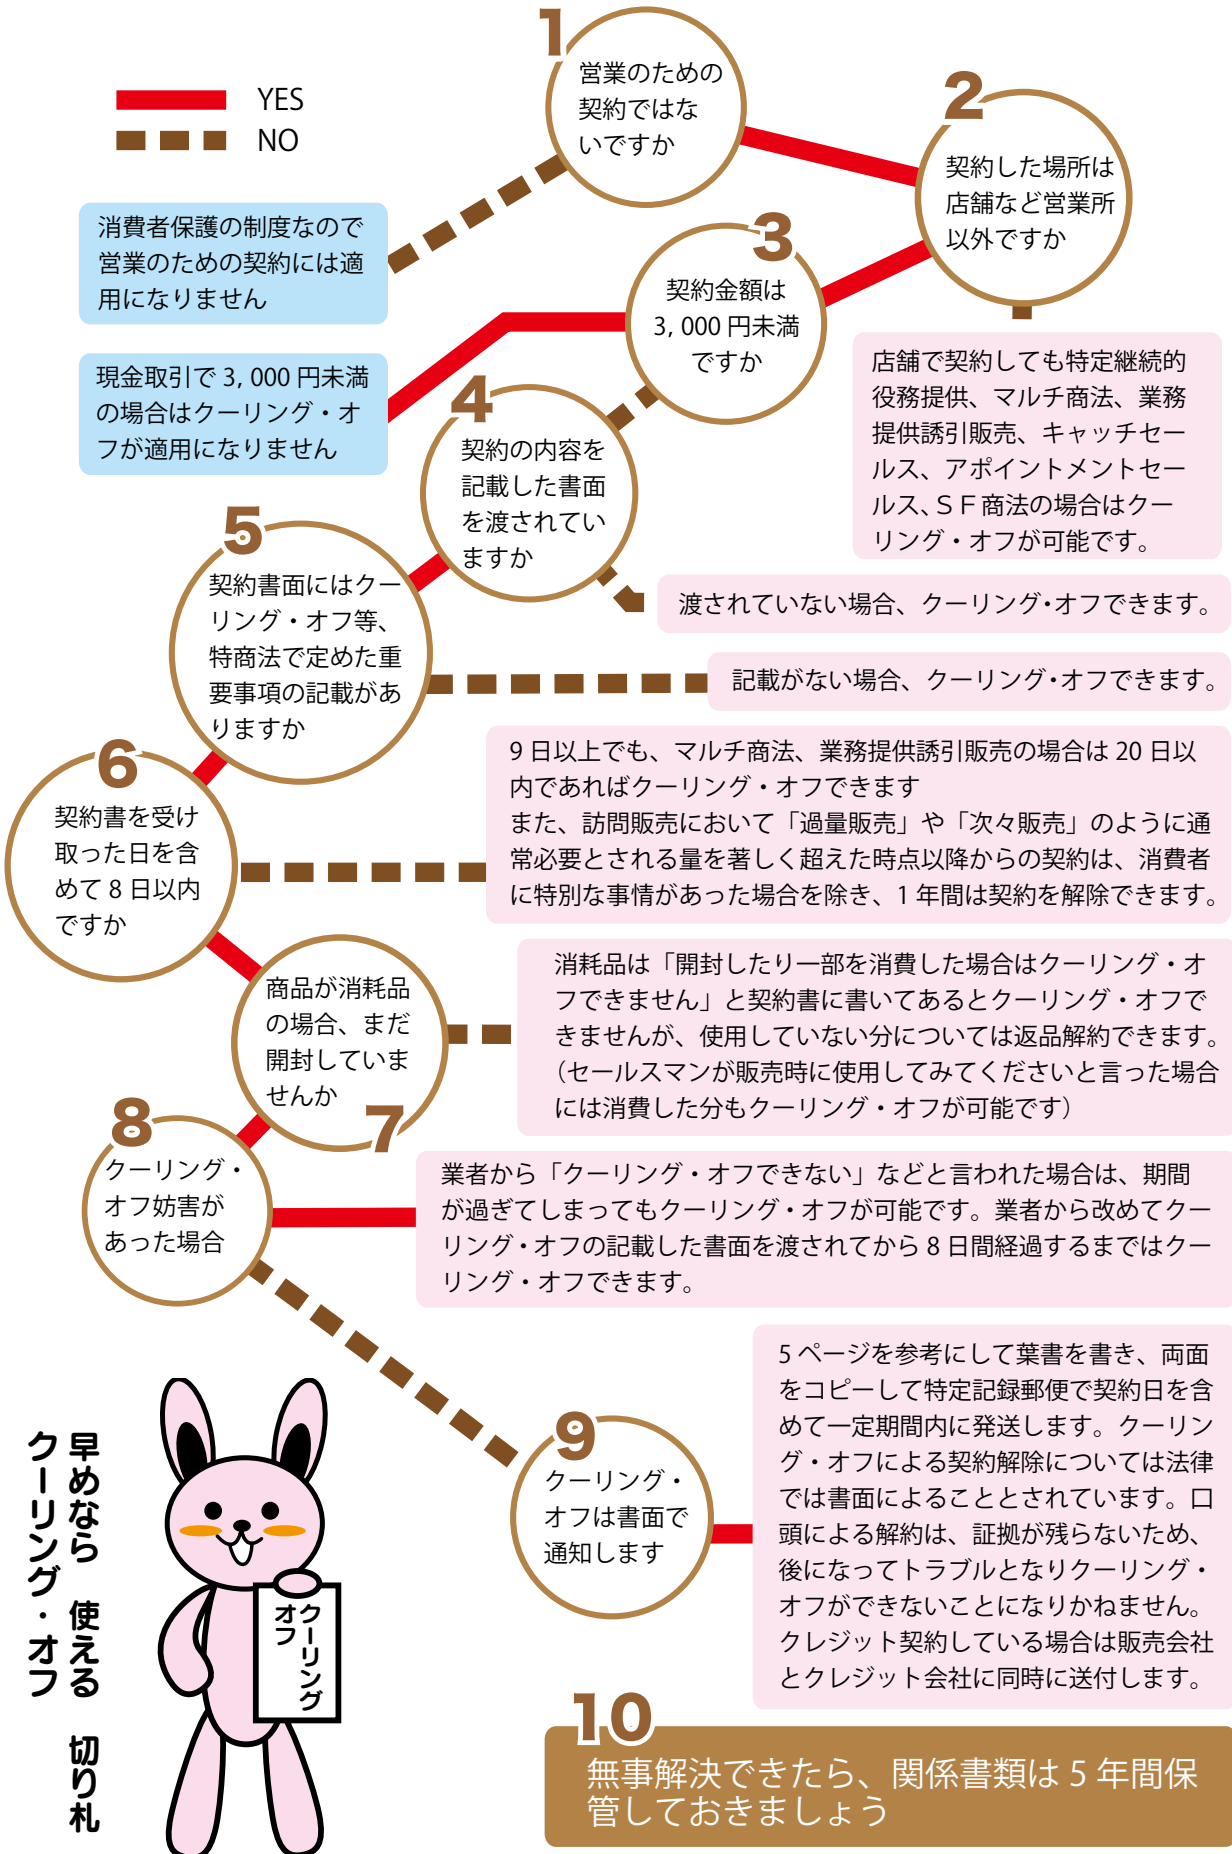 YES
NO
1
営業のための
契約ではな
いですか
2
契約した場所は
店舗など営業所
以外ですか
消費者保護の制度なので
営業のための契約には適
用になりません
3
契約金額は
3,000円未満
ですか
現金取引で3,000円未満
の場合はクーリング・オ
フが適用になりません
店舗で契約しても特定継続的
役務提供、マルチ商法、業務
提供誘引販売、キャッチセー
ルス、アポイントメントセー
ルス、ＳＦ商法の場合はクー
リング・オフが可能です。
4
契約の内容を
記載した書面
を渡されてい
ますか
渡されていない場合、クーリング・オフできます。
5
契約書面にはクー
リング・オフ等、
特商法で定めた重
要事項の記載があ
りますか
記載がない場合、クーリング・オフできます。
6
契約書を受け
取った日を含
めて8日以内
ですか
9日以上でも、マルチ商法、業務提供誘引販売の場合は20日以
内であればクーリング・オフできます
また、訪問販売において「過量販売」や「次々販売」のように通
常必要とされる量を著しく超えた時点以降からの契約は、消費者
に特別な事情があった場合を除き、1年間は契約を解除できます。
商品が消耗品
の場合、まだ
開封していま
せんか
7
消耗品は「開封したり一部を消費した場合はクーリング・オ
フできません」と契約書に書いてあるとクーリング・オフで
きませんが、使用していない分については返品解約できます。
（セールスマンが販売時に使用してみてくださいと言った場合
には消費した分もクーリング・オフが可能です）
8
クーリング・
オフ妨害が
あった場合
業者から「クーリング・オフできない」などと言われた場合は、期間
が過ぎてしまってもクーリング・オフが可能です。業者から改めてクー
リング・オフの記載した書面を渡されてから8日間経過するまではクー
リング・オフできます。
9
クーリング・
オフは書面で
通知します
5ページを参考にして葉書を書き、両面
をコピーして特定記録郵便で契約日を含
めて一定期間内に発送します。クーリン
グ・オフによる契約解除については法律
では書面によることとされています。口
頭による解約は、証拠が残らないため、
後になってトラブルとなりクーリング・
オフができないことになりかねません。
クレジット契約している場合は販売会社
とクレジット会社に同時に送付します。
早めなら　使える　切り札
クーリング・オフ
クーリング
オフ
10
無事解決できたら、関係書類は5年間保
管しておきましょう